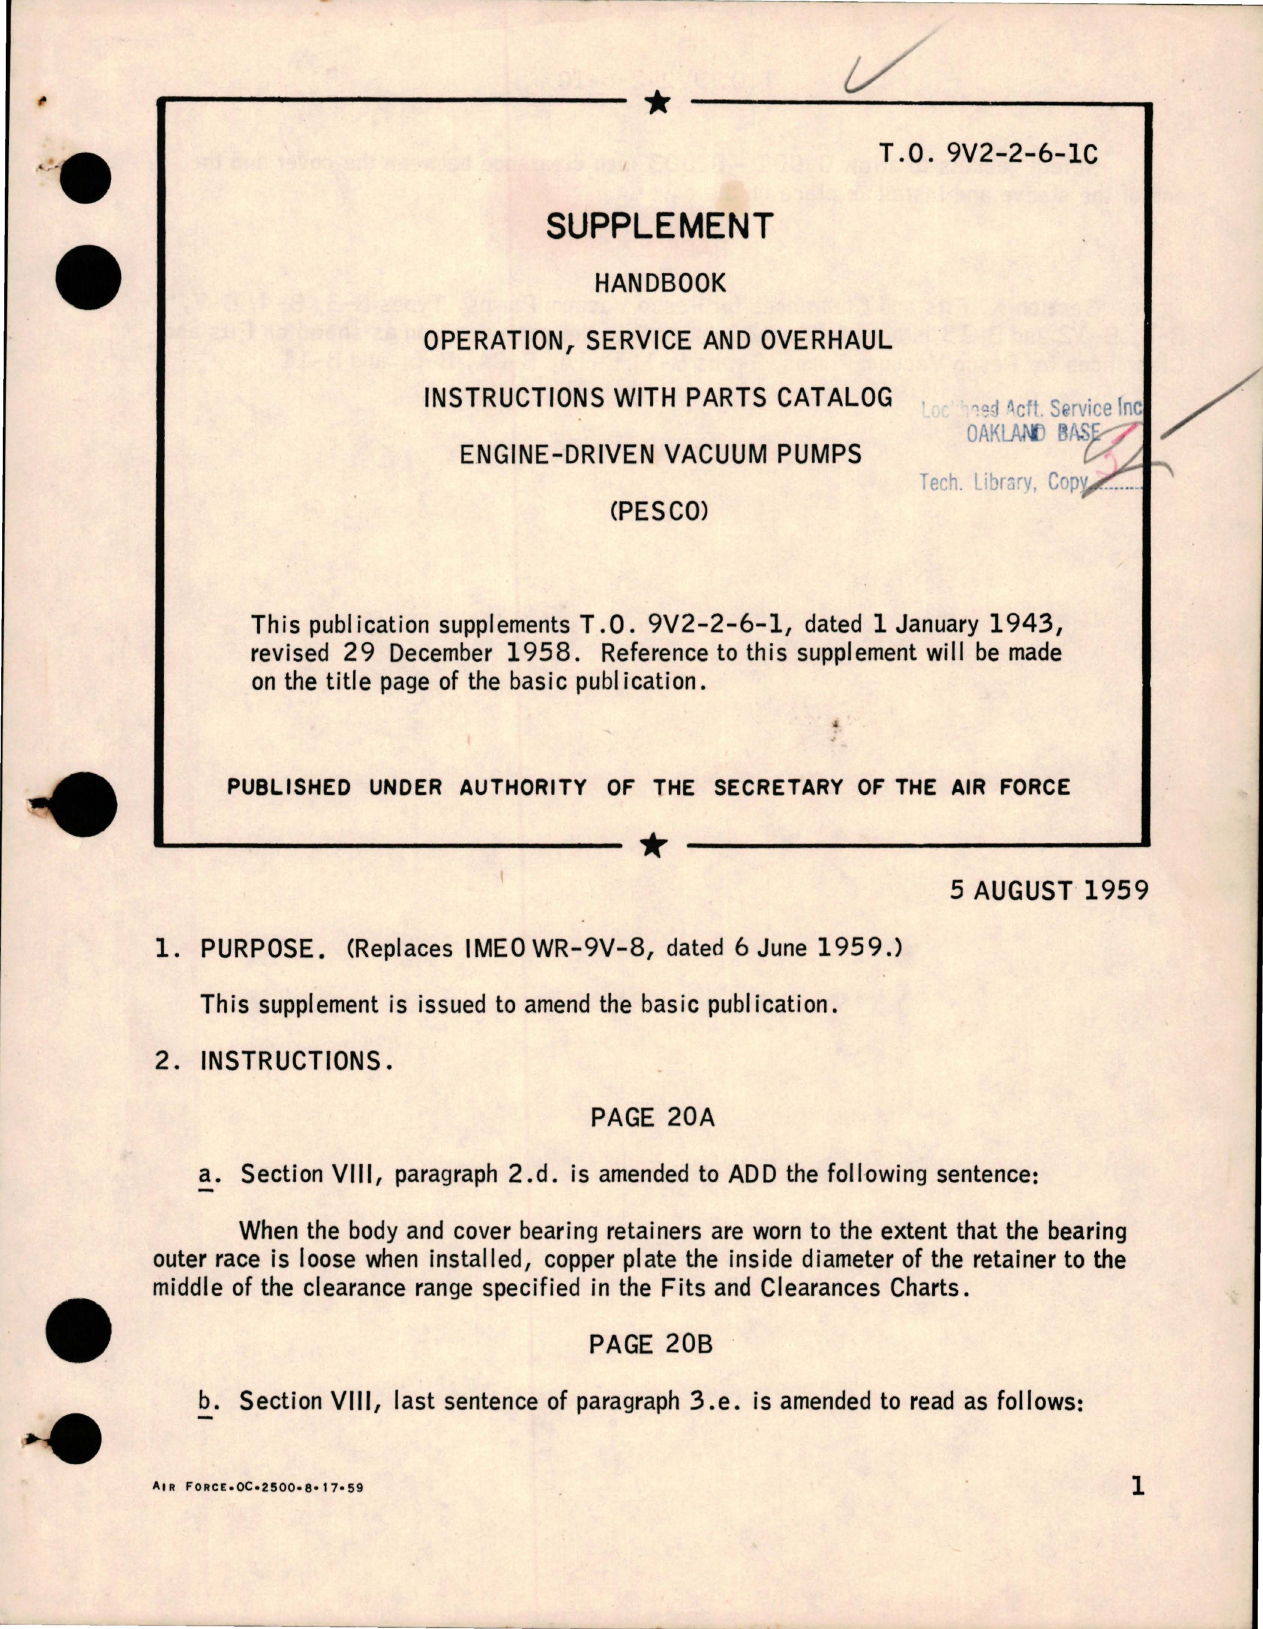 T.O. 9V2-2-6-1C
SUPPLEMENT
HANDBOOK
OPERATION, SERVICE AND OVERHAUL
INSTRUCTIONS WITH PARTS CATALOG
ENGINE-DRIVEN VACUUM PUMPS
(PESCO)
Lockheed Acft. Service Inc
OAKLAND BASE
Tech. Library, Copy
This publication supplements T.O. 9V2-2-6-1, dated 1 January 1943,
revised 29 December 1958. Reference to this supplement will be made
on the title page of the basic publication.
PUBLISHED UNDER AUTHORITY OF THE SECRETARY OF THE AIR FORCE
5 AUGUST 1959
1. PURPOSE. (Replaces IMEO WR-9V-8, dated 6 June 1959.)
This supplement is issued to amend the basic publication.
2. INSTRUCTIONS.
PAGE 20A
a. Section VIII, paragraph 2.d. is amended to ADD the following sentence:
When the body and cover bearing retainers are worn to the extent that the bearing
outer race is loose when installed, copper plate the inside diameter of the retainer to the
middle of the clearance range specified in the Fits and Clearances Charts.
PAGE 20B
b. Section VIII, last sentence of paragraph 3.e. is amended to read as follows:
AIR FORCE-OC-2500-8-17-59
1